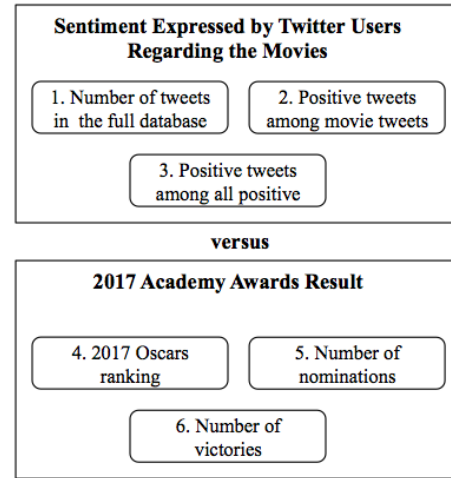 Sentiment Expressed by Twitter Users
Regarding the Movies
1. Number of tweets
in the full database
2. Positive tweets
among movie tweets
3. Positive tweets
among all positive
versus
2017 Academy Awards Result
4. 2017 Oscars
ranking
5. Number of
nominations
6. Number of
victories